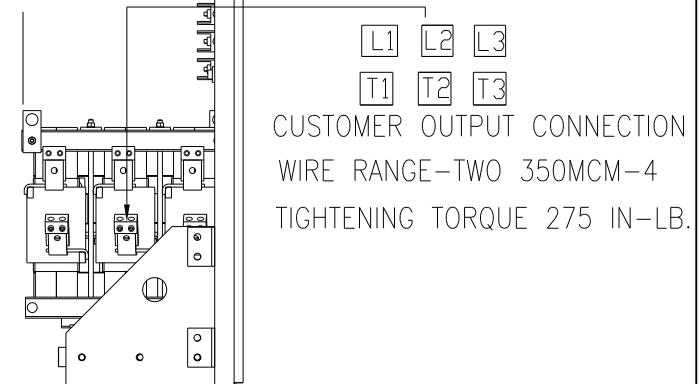 L1 L2 L3
T1 T2 T3
CUSTOMER OUTPUT CONNECTION
WIRE RANGE-TWO 350MCM-4
TIGHTENING TORQUE 275 IN-LB.